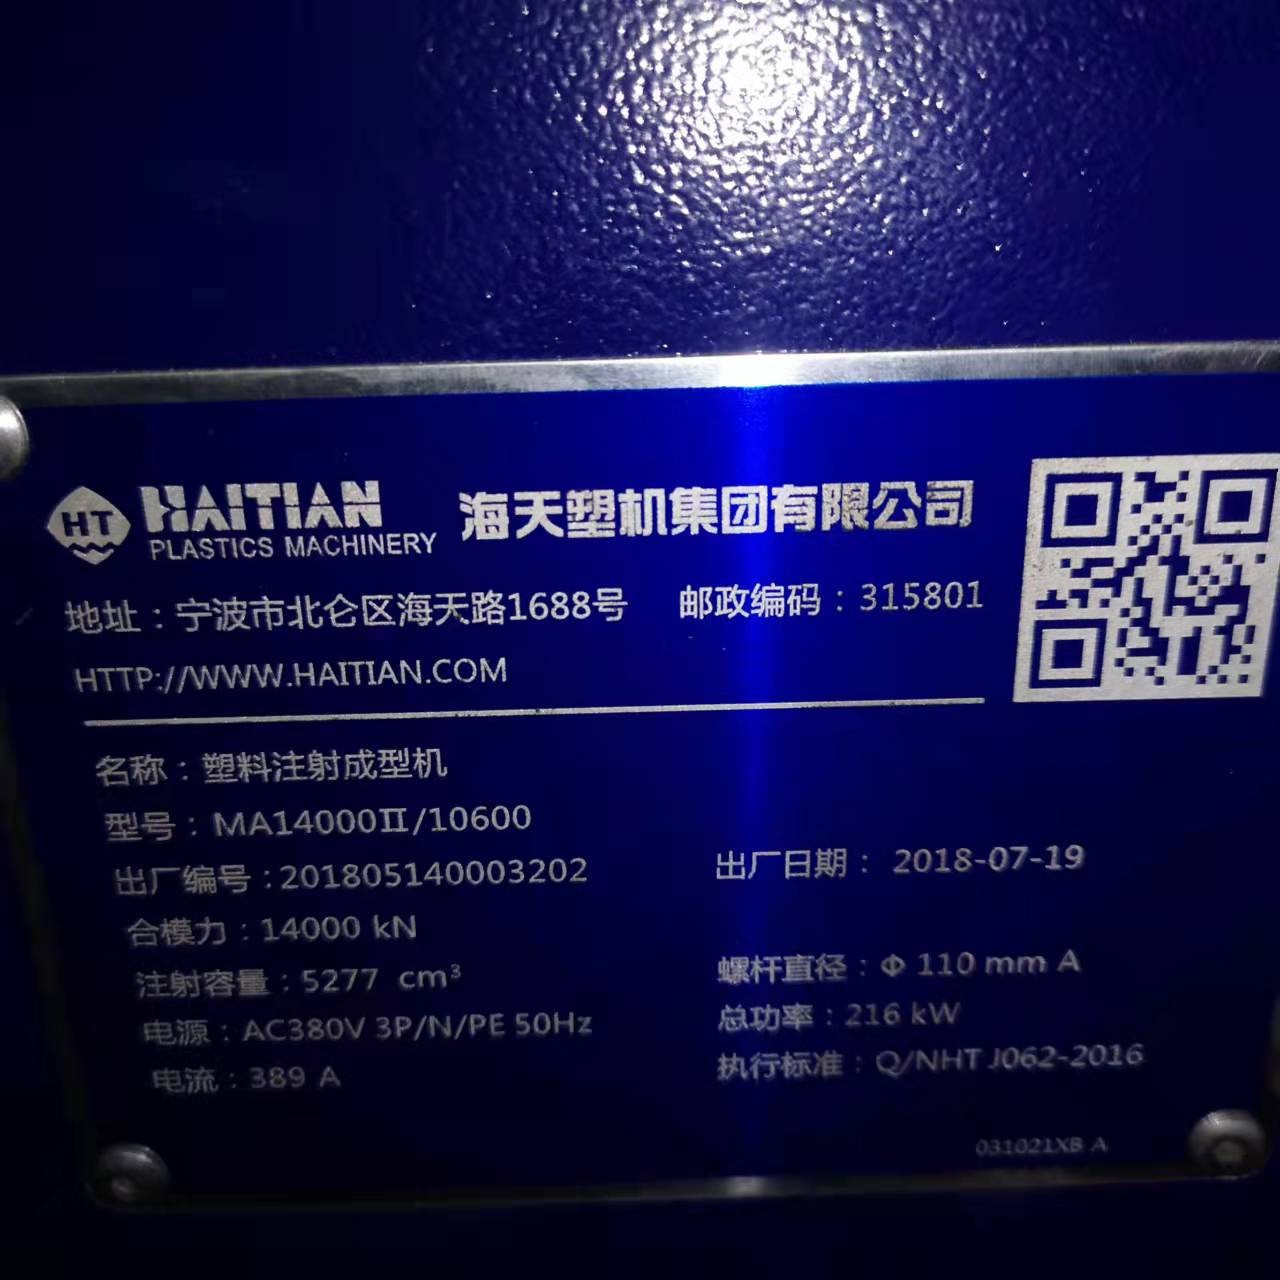 HT HAITIAN 海天塑机集团有限公司
PLASTICS MACHINERY
地址：宁波市北仑区海天路1688号 邮政编码：315801
HTTP://WWW.HAITIAN.COM
名称：塑料注射成型机
型号：MA14000Ⅱ/10600
出厂编号：201805140003202 出厂日期： 2018-07-19
合模力：14000 kN
注射容量：5277 cm³ 螺杆直径：Φ 110 mm A
电源：AC380V 3P/N/PE 50Hz 总功率：216 kW
电流：389 A 执行标准：Q/NHT J062-2016
031021XB A